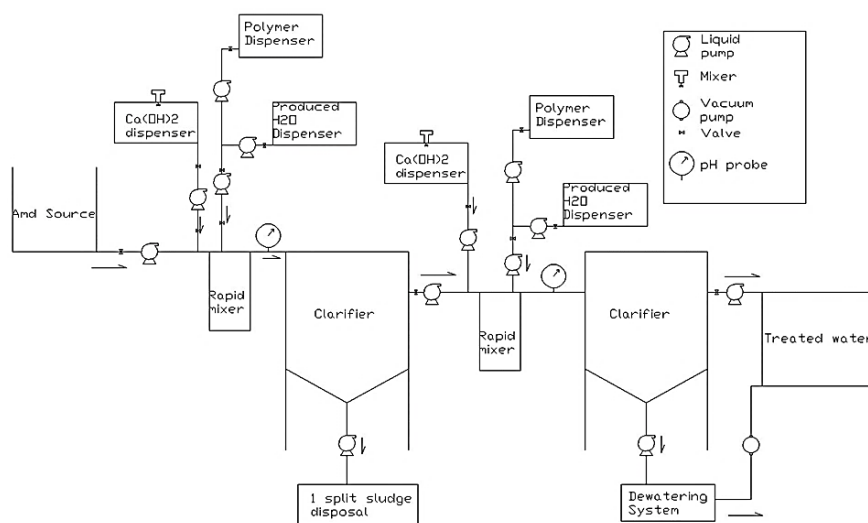 Polymer
Dispenser
Ca(OH)2
dispenser
Produced
H2O
Dispenser
Amd Source
Rapid
mixer
Clarifier
Ca(OH)2
dispenser
Polymer
Dispenser
Produced
H2O
Dispenser
Rapid
mixer
Clarifier
Treated water
1 split sludge
disposal
Dewatering
System
Liquid
pump
Mixer
Vacuum
pump
Valve
pH probe